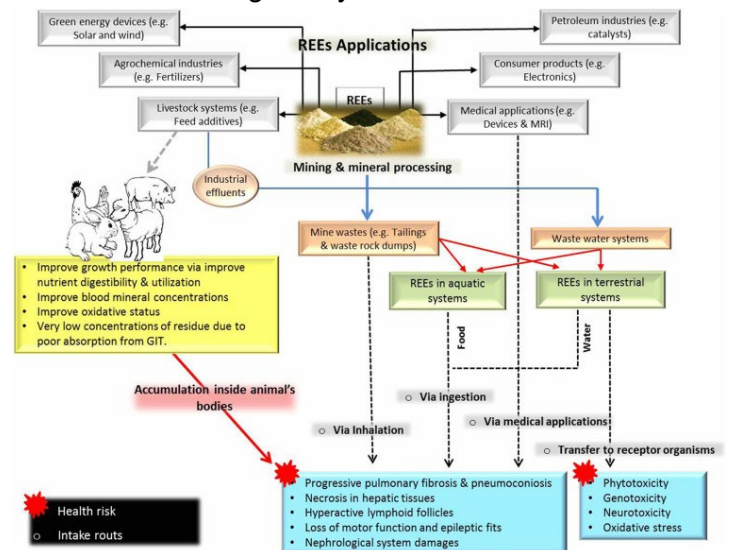 Green energy devices (e.g.
Solar and wind)
Petroleum industries (e.g.
catalysts)
REEs Applications
Agrochemical industries
(e.g. Fertilizers)
Consumer products (e.g.
Electronics)
REEs
Livestock systems (e.g.
Feed additives)
Medical applications (e.g.
Devices & MRI)
Mining & mineral processing
Industrial
effluents
Mine wastes (e.g. Tailings
& waste rock dumps)
Waste water systems
• Improve growth performance via improve
nutrient digestibility & utilization
• Improve blood mineral concentrations
• Improve oxidative status
• Very low concentrations of residue due to
poor absorption from GIT.
REEs in aquatic
systems
REEs in terrestrial
systems
Food
Water
Accumulation inside animal's
bodies
o Via ingestion
o Via Inhalation
o Via medical applications
o Transfer to receptor organisms
• Progressive pulmonary fibrosis & pneumoconiosis
• Necrosis in hepatic tissues
• Hyperactive lymphoid follicles
• Loss of motor function and epileptic fits
• Nephrological system damages
• Phytotoxicity
• Genotoxicity
• Neurotoxicity
• Oxidative stress
Health risk
o Intake routs